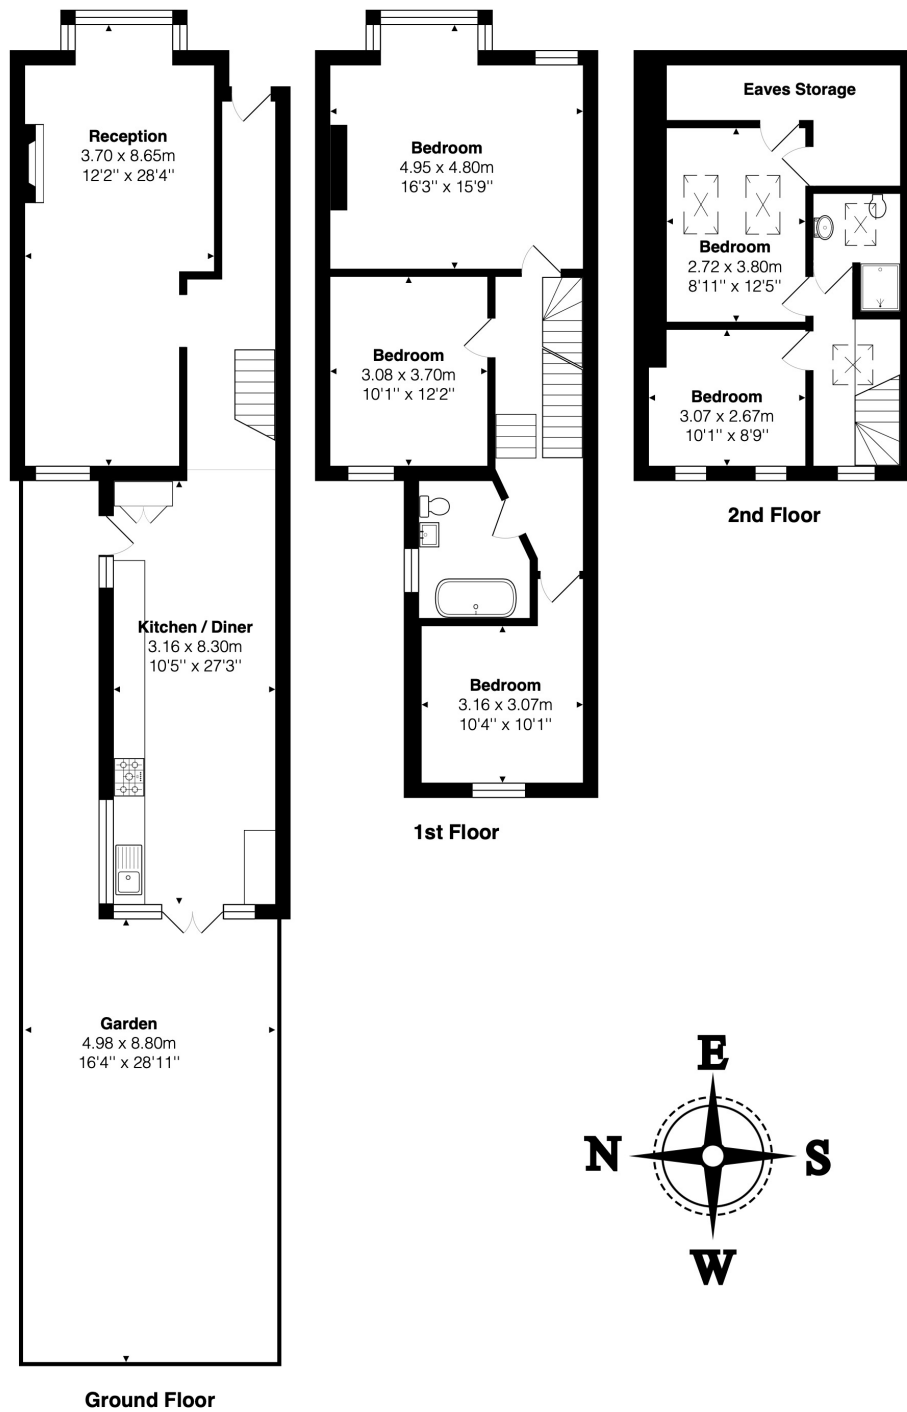 Reception
3.70 x 8.65m
12'2'' x 28'4''
Kitchen / Diner
3.16 x 8.30m
10'5'' x 27'3''
Garden
4.98 x 8.80m
16'4'' x 28'11''
Ground Floor
Bedroom
4.95 x 4.80m
16'3'' x 15'9''
Bedroom
3.08 x 3.70m
10'1'' x 12'2''
Bedroom
3.16 x 3.07m
10'4'' x 10'1''
1st Floor
Eaves Storage
Bedroom
2.72 x 3.80m
8'11'' x 12'5''
Bedroom
3.07 x 2.67m
10'1'' x 8'9''
2nd Floor
E
N
S
W